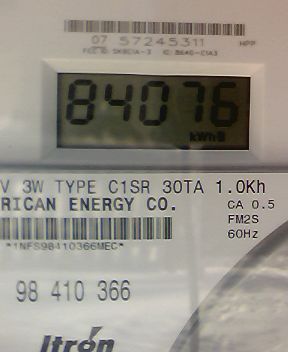 07 57245311 HPP
84076
kWh
V 3W TYPE C1SR 30TA 1.0Kh
RICAN ENERGY CO. CA 0.5
FM2S
*1NFS98410366MEC* 60Hz
98 410 366
Itron